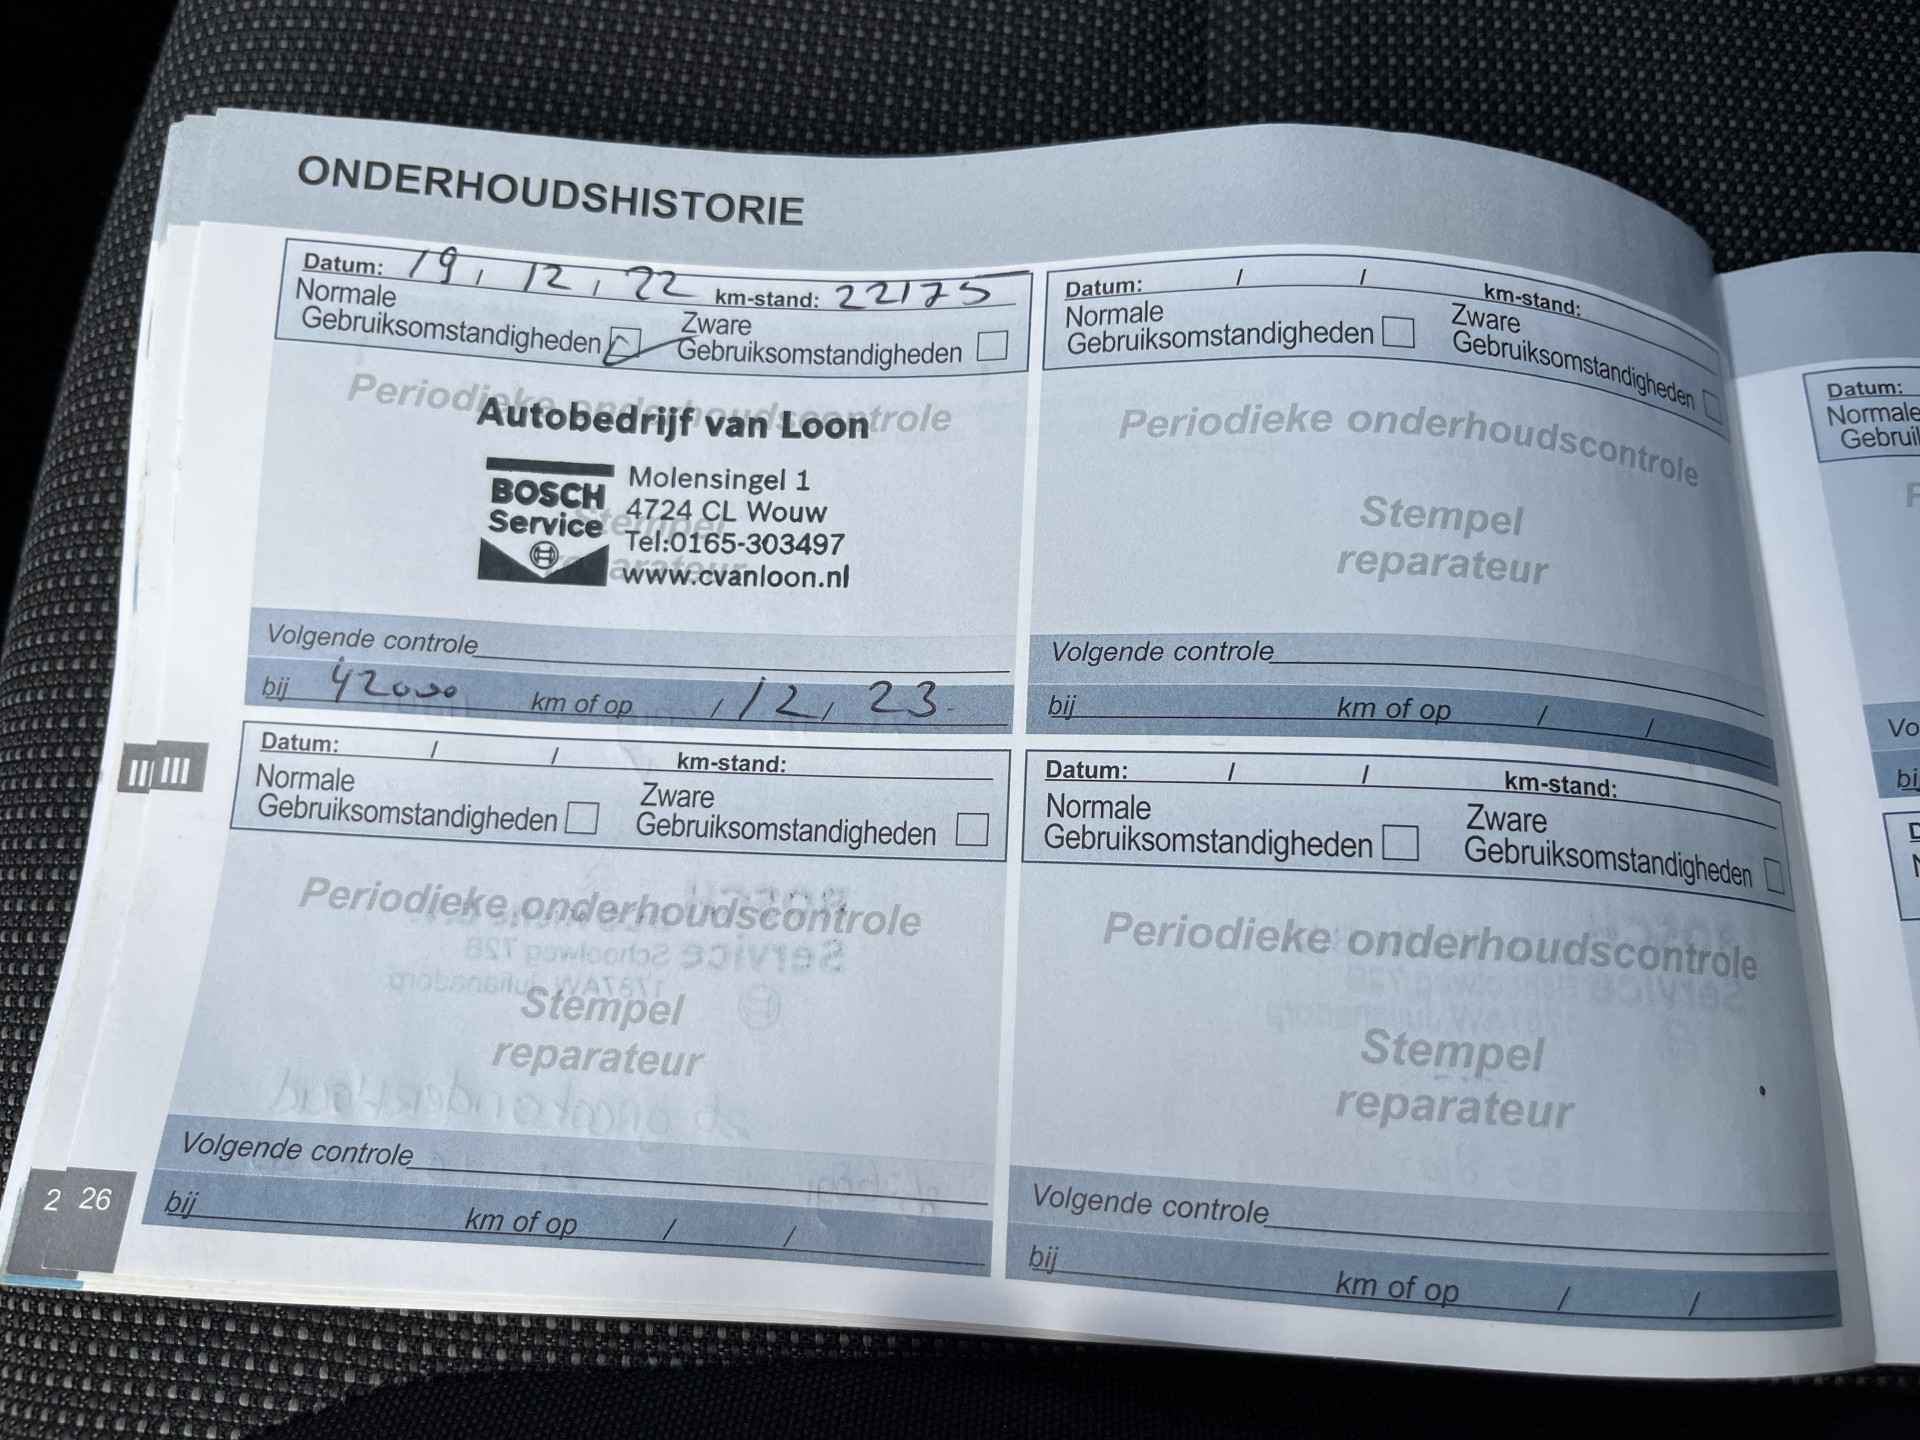 ONDERHOUDSHISTORIE
Datum: 19, 12, 22 km-stand: 22175
Normale
Gebruiksomstandigheden
Zware
Gebruiksomstandigheden
Periodieke onderhoudscontrole
Autobedrijf van Loon
BOSCH
Service
Molensingel 1
4724 CL Wouw
Tel:0165-303497
www.cvanloon.nl
Stempel
reparateur
Volgende controle
bij 42000 km of op / 12, 23
Datum: / / km-stand:
Normale
Gebruiksomstandigheden
Zware
Gebruiksomstandigheden
Periodieke onderhoudscontrole
Stempel
reparateur
Volgende controle
bij km of op / /
Datum: / / km-stand:
Normale
Gebruiksomstandigheden
Zware
Gebruiksomstandigheden
Periodieke onderhoudscontrole
Stempel
reparateur
Volgende controle
bij km of op / /
Datum: / / km-stand:
Normale
Gebruiksomstandigheden
Zware
Gebruiksomstandigheden
Periodieke onderhoudscontrole
Stempel
reparateur
Volgende controle
bij km of op / /
2 26
Datum:
Normale